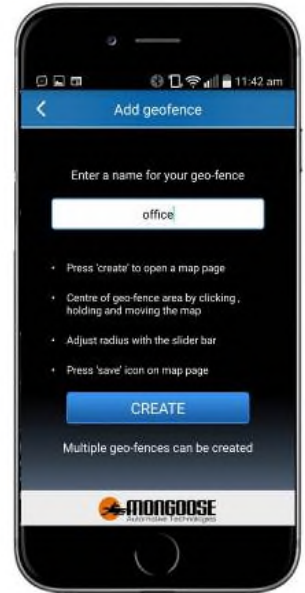 11:42 am
Add geofence
Enter a name for your geo-fence
office
• Press 'create' to open a map page
• Centre of geo-fence area by clicking,
holding and moving the map
• Adjust radius with the slider bar
• Press 'save' icon on map page
CREATE
Multiple geo-fences can be created
MONGOOSE
Automotive Technologies